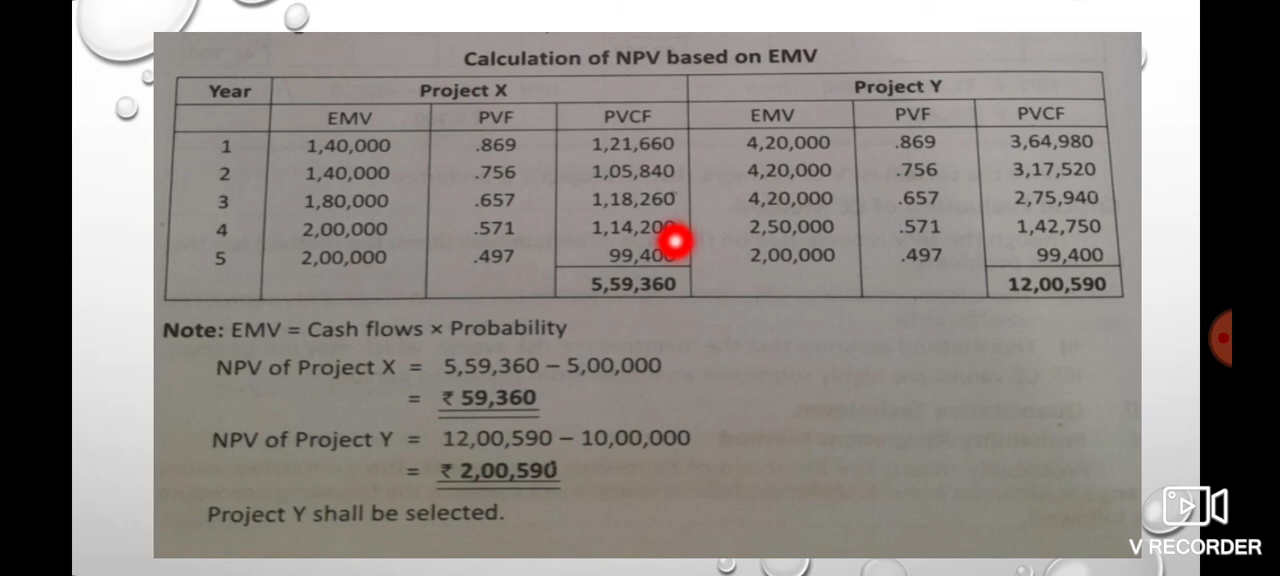 Calculation of NPV based on EMV
Year Project X Project Y
EMV PVF PVCF EMV PVF PVCF
1 1,40,000 .869 1,21,660 4,20,000 .869 3,64,980
2 1,40,000 .756 1,05,840 4,20,000 .756 3,17,520
3 1,80,000 .657 1,18,260 4,20,000 .657 2,75,940
4 2,00,000 .571 1,14,200 2,50,000 .571 1,42,750
5 2,00,000 .497 99,400 2,00,000 .497 99,400
5,59,360 12,00,590
Note: EMV = Cash flows × Probability
NPV of Project X = 5,59,360 – 5,00,000
= ₹ 59,360
NPV of Project Y = 12,00,590 – 10,00,000
= ₹ 2,00,590
Project Y shall be selected.
V RECORDER